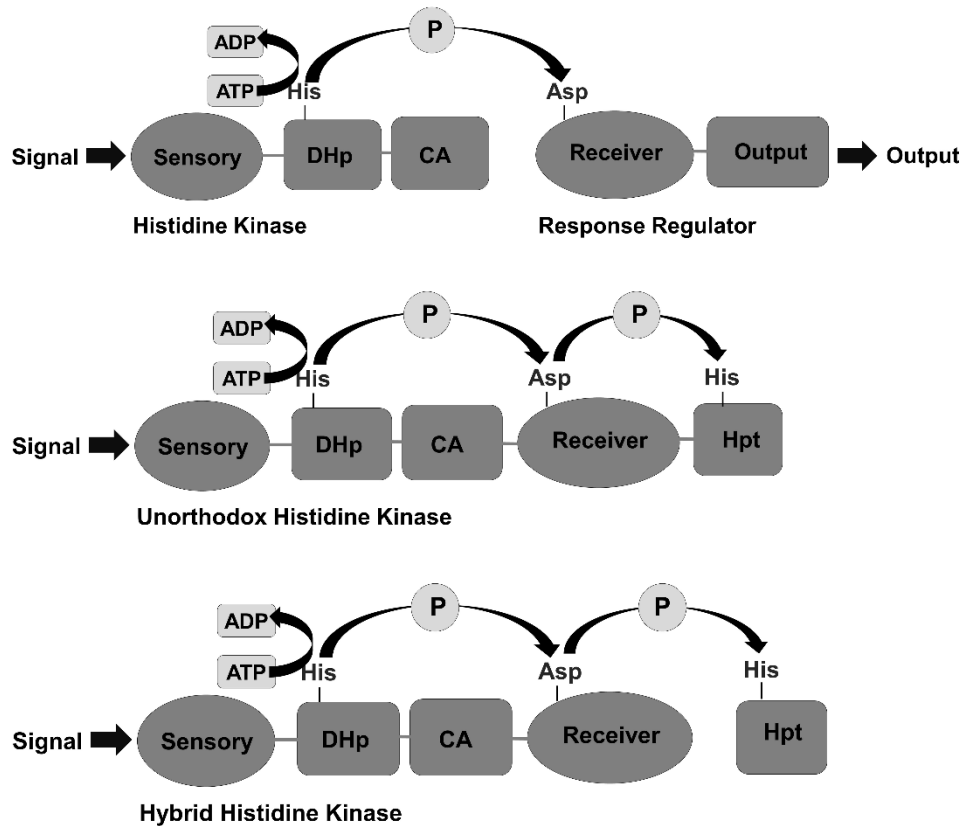 P
ADP
ATP His Asp
Signal Sensory DHp CA Receiver Output Output
Histidine Kinase Response Regulator
P P
ADP
ATP His Asp His
Signal Sensory DHp CA Receiver Hpt
Unorthodox Histidine Kinase
P P
ADP
ATP His Asp His
Signal Sensory DHp CA Receiver Hpt
Hybrid Histidine Kinase